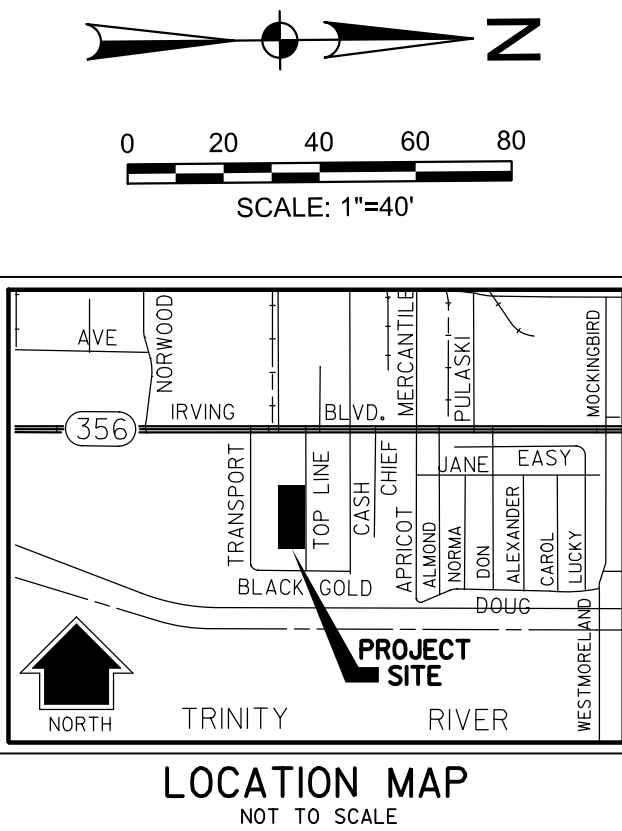 N
0 20 40 60 80
SCALE: 1"=40'
AVE
NORWOOD
MERCANTILE
PULASKI
MOCKINGBIRD
IRVING BLVD.
356
TRANSPORT
TOP LINE
CASH
CHIEF
APRICOT
JANE
EASY
ALMOND
NORMA
DON
ALEXANDER
CAROL
LUCKY
BLACK GOLD
DOUG
WESTMORELAND
PROJECT
SITE
NORTH
TRINITY RIVER
LOCATION MAP
NOT TO SCALE